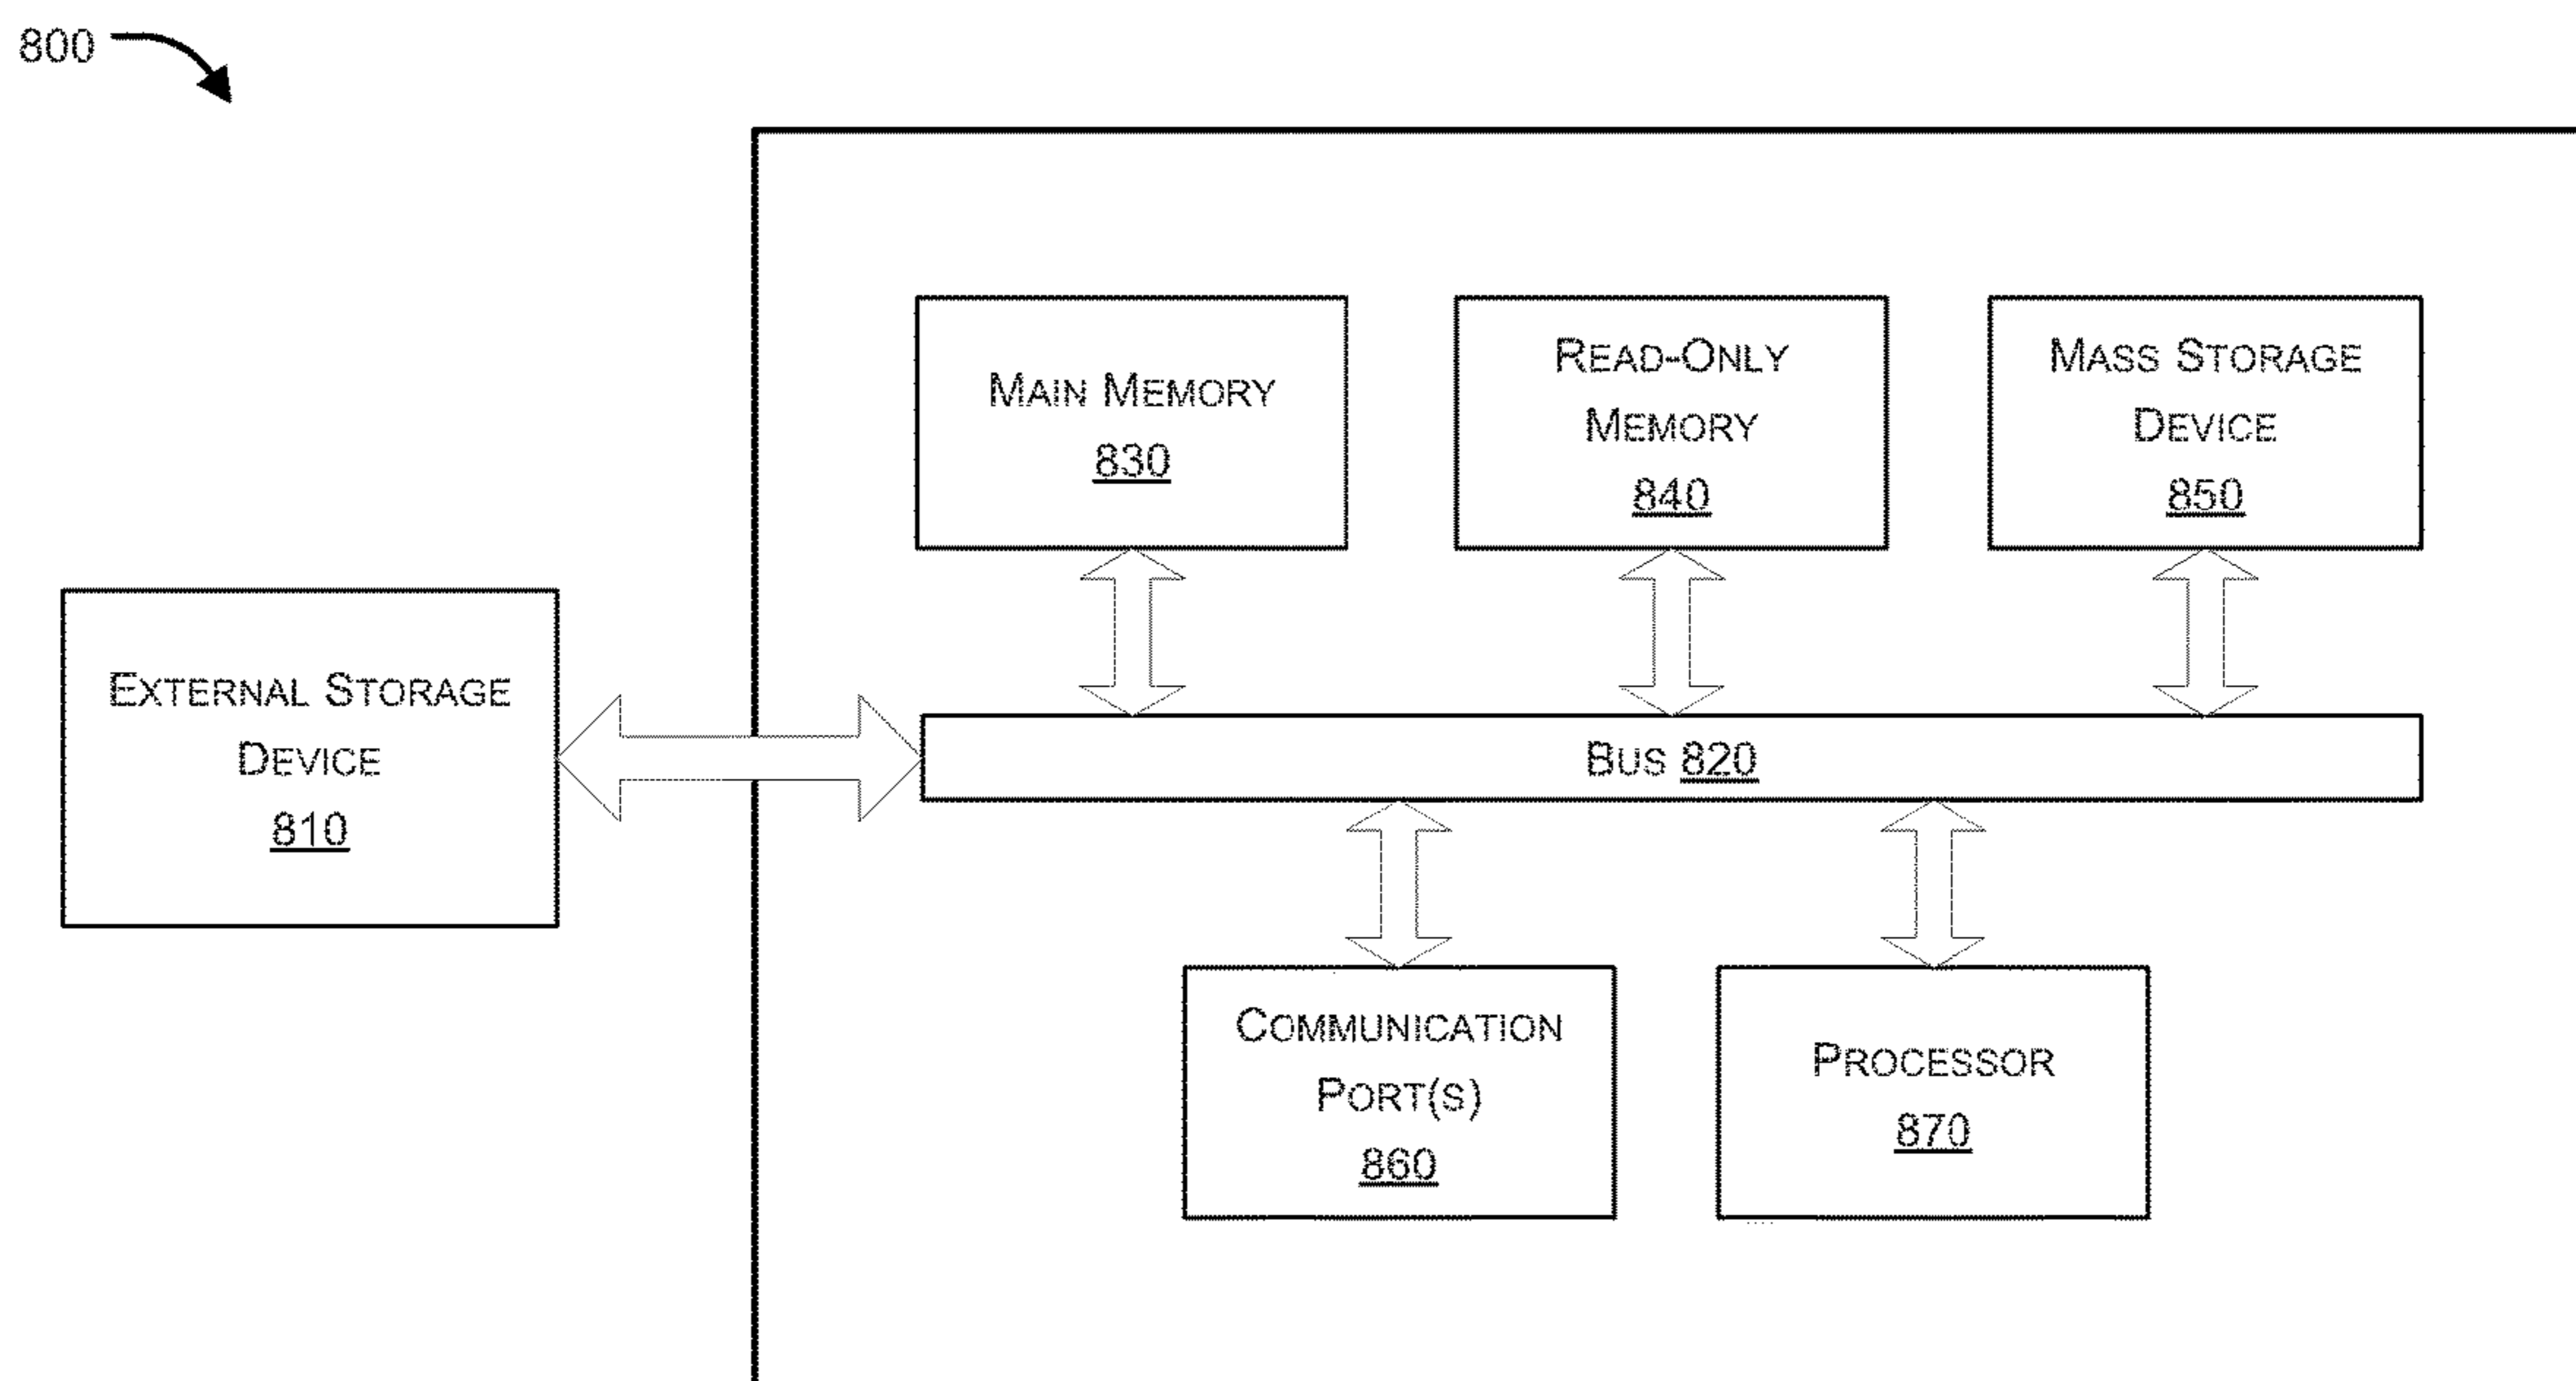 800
MAIN MEMORY
830
READ-ONLY
MEMORY
840
MASS STORAGE
DEVICE
850
EXTERNAL STORAGE
DEVICE
810
BUS 820
COMMUNICATION
PORT(S)
860
PROCESSOR
870